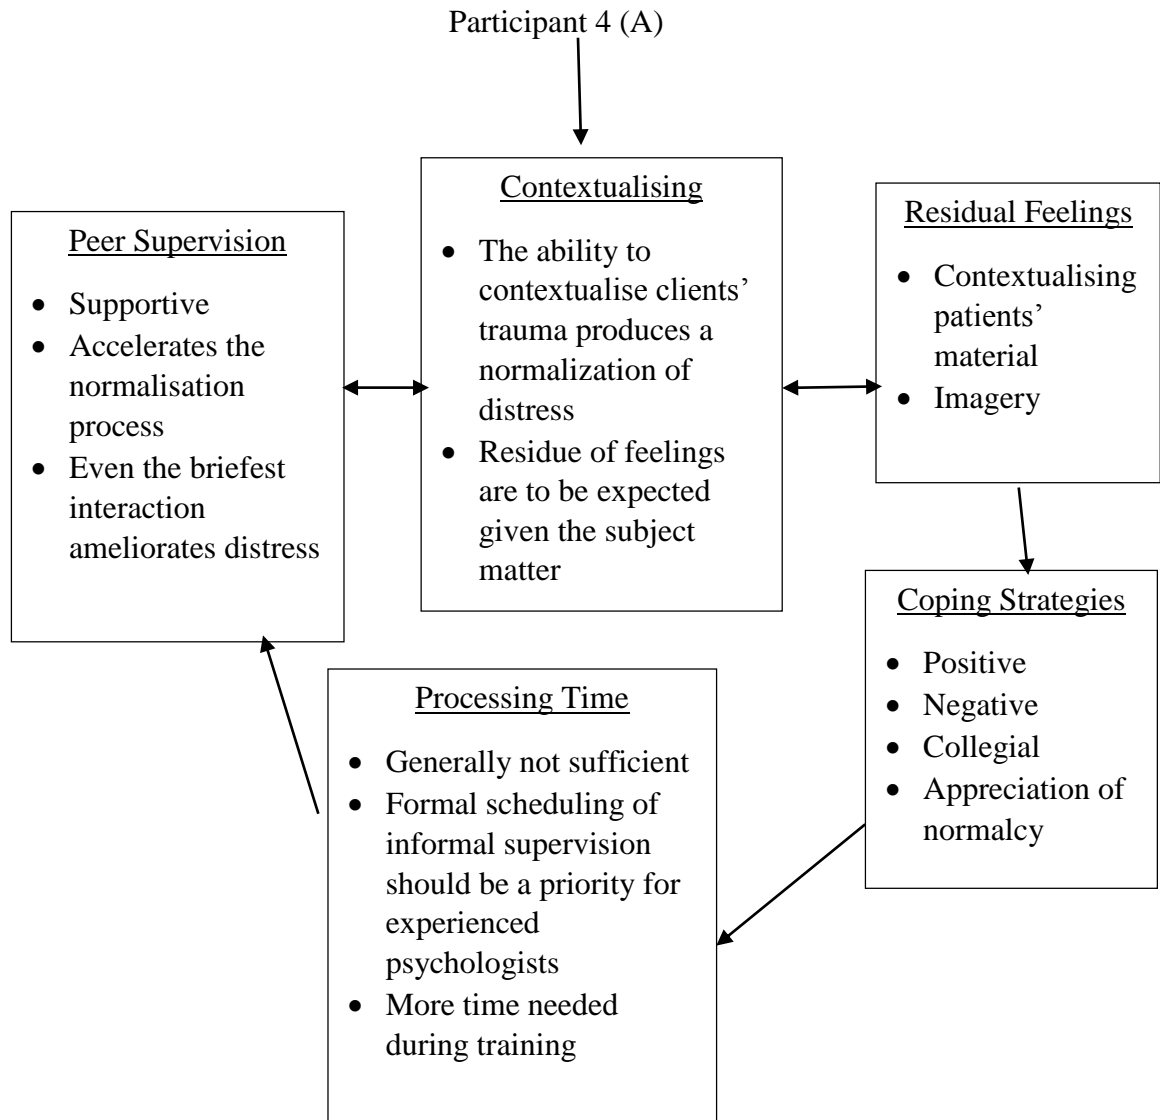 Participant 4 (A)
Peer Supervision
• Supportive
• Accelerates the
normalisation
process
• Even the briefest
interaction
ameliorates distress
Contextualising
• The ability to
contextualise clients’
trauma produces a
normalization of
distress
• Residue of feelings
are to be expected
given the subject
matter
Residual Feelings
• Contextualising
patients’
material
• Imagery
Coping Strategies
• Positive
• Negative
• Collegial
• Appreciation of
normalcy
Processing Time
• Generally not sufficient
• Formal scheduling of
informal supervision
should be a priority for
experienced
psychologists
• More time needed
during training